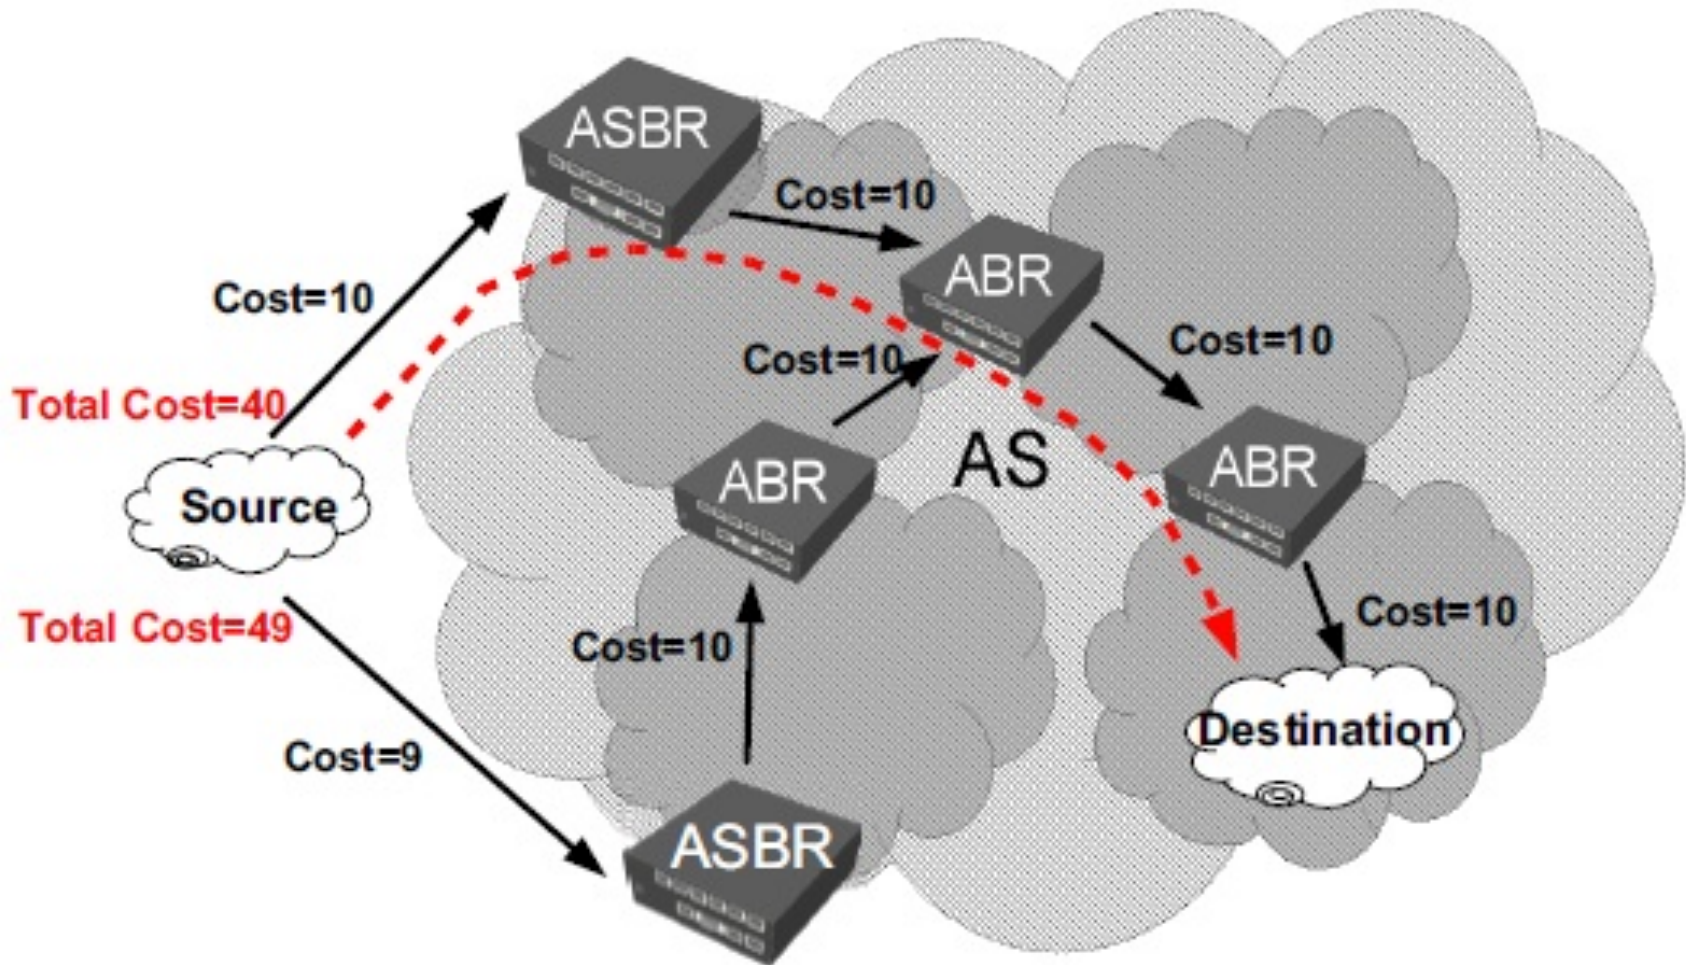 ASBR
Cost=10
ABR
Cost=10
Cost=10
Cost=10
Total Cost=40
AS
ABR
ABR
Source
Total Cost=49
Cost=10
Cost=10
Destination
Cost=9
ASBR